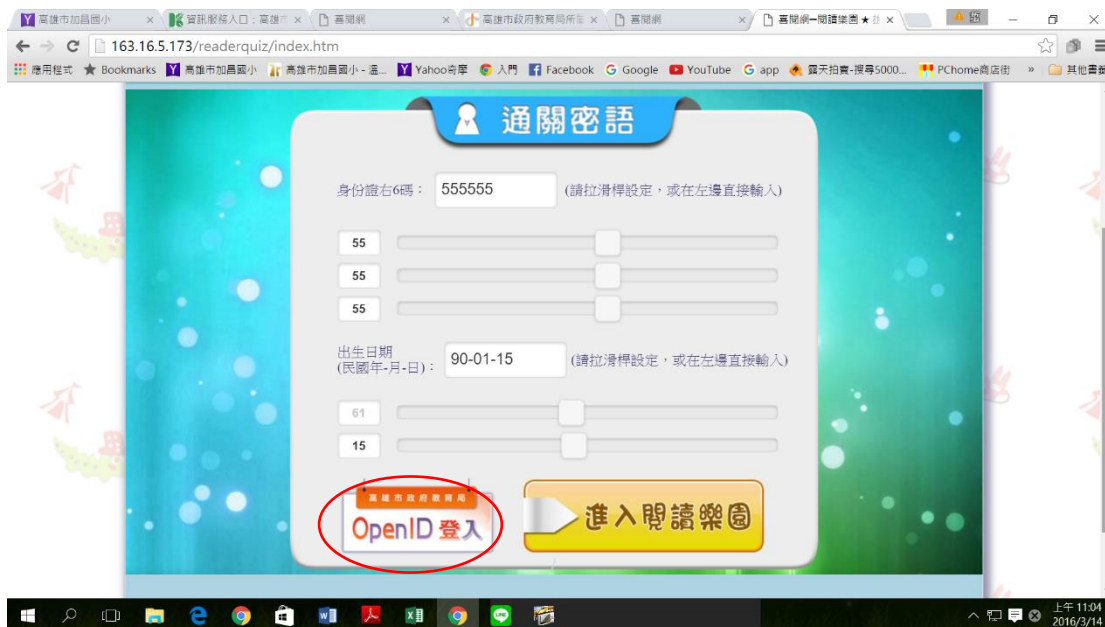 高雄市加昌國小
資訊服務入口：高雄市
喜閱網
高雄市政府教育局所屬
喜閱網
喜閱網-閱讀樂園★
163.16.5.173/readerquiz/index.htm
應用程式 Bookmarks 高雄市加昌國小 高雄市加昌國小 - 溫... Yahoo奇摩 入門 Facebook Google YouTube app 露天拍賣-搜尋5000... PChome商店街 » 其他書籤
通關密語
身份證右6碼： 555555 (請拉滑桿設定，或在左邊直接輸入)
55
55
55
出生日期
(民國年-月-日)： 90-01-15 (請拉滑桿設定，或在左邊直接輸入)
61
15
高雄市政府教育局
OpenID 登入
進入閱讀樂園
上午 11:04
2016/3/14